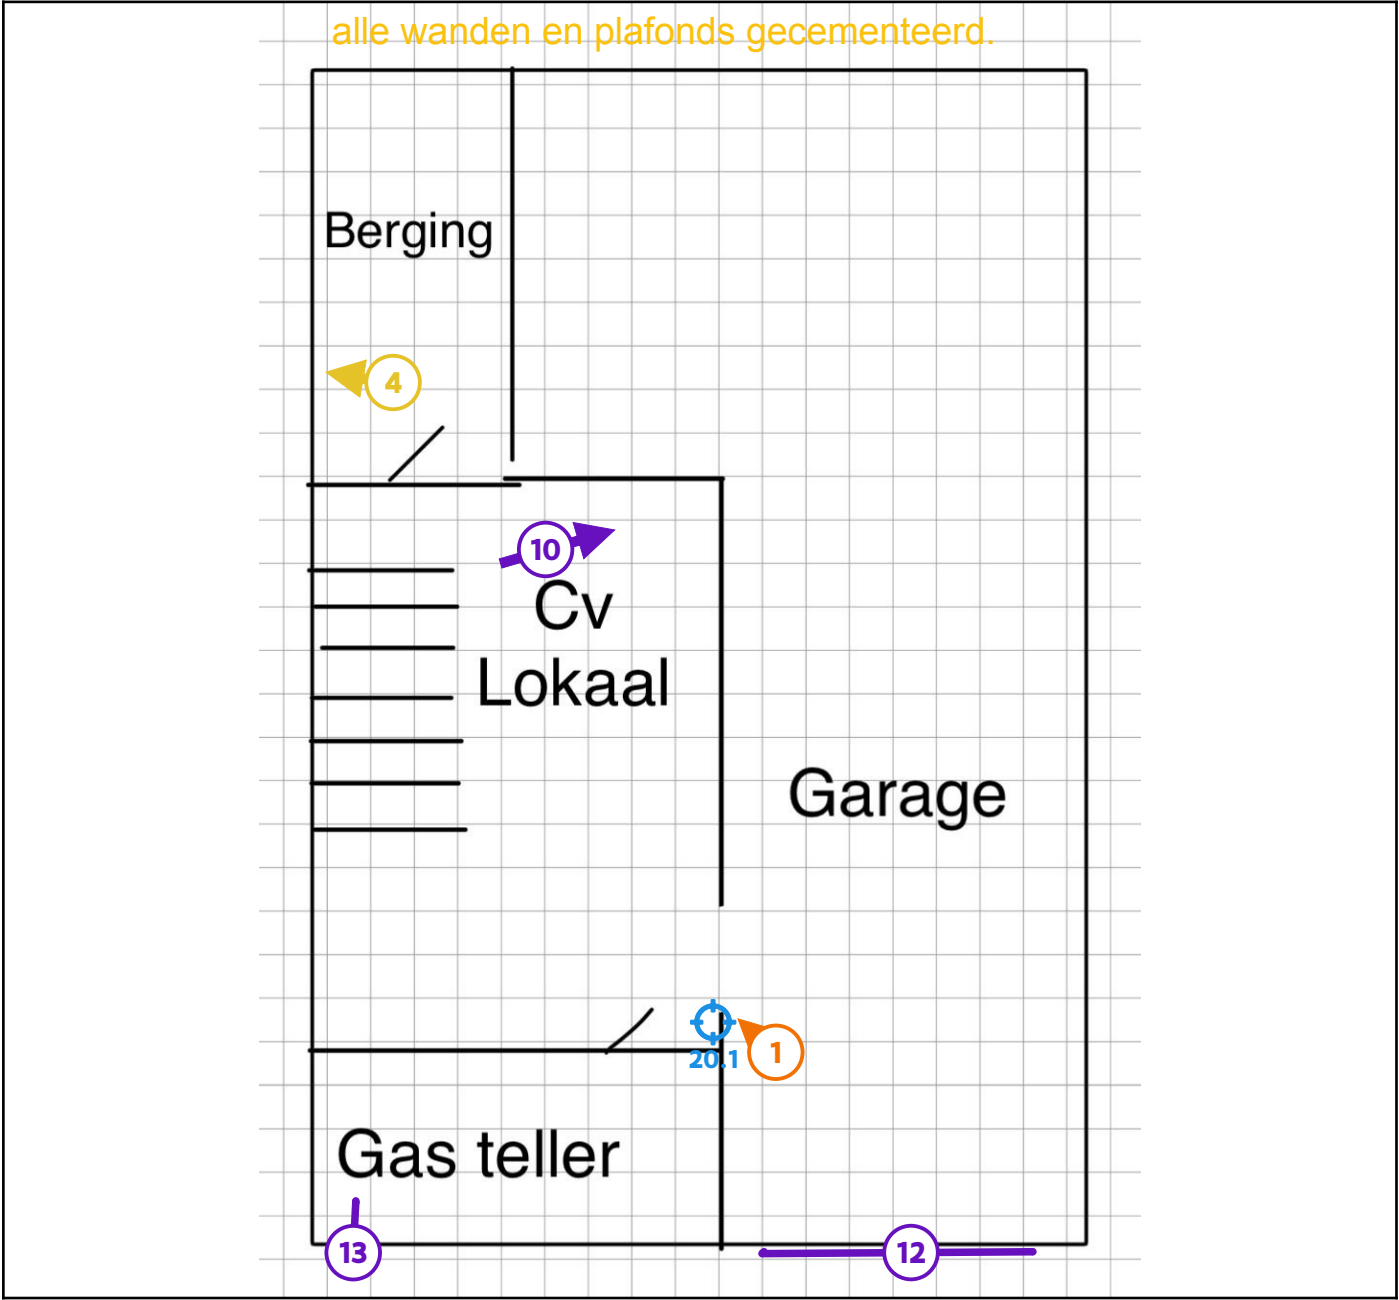 alle wanden en plafonds gecementeerd.
Berging
4
10
Cv
Lokaal
Garage
20.1
1
Gas teller
13
12